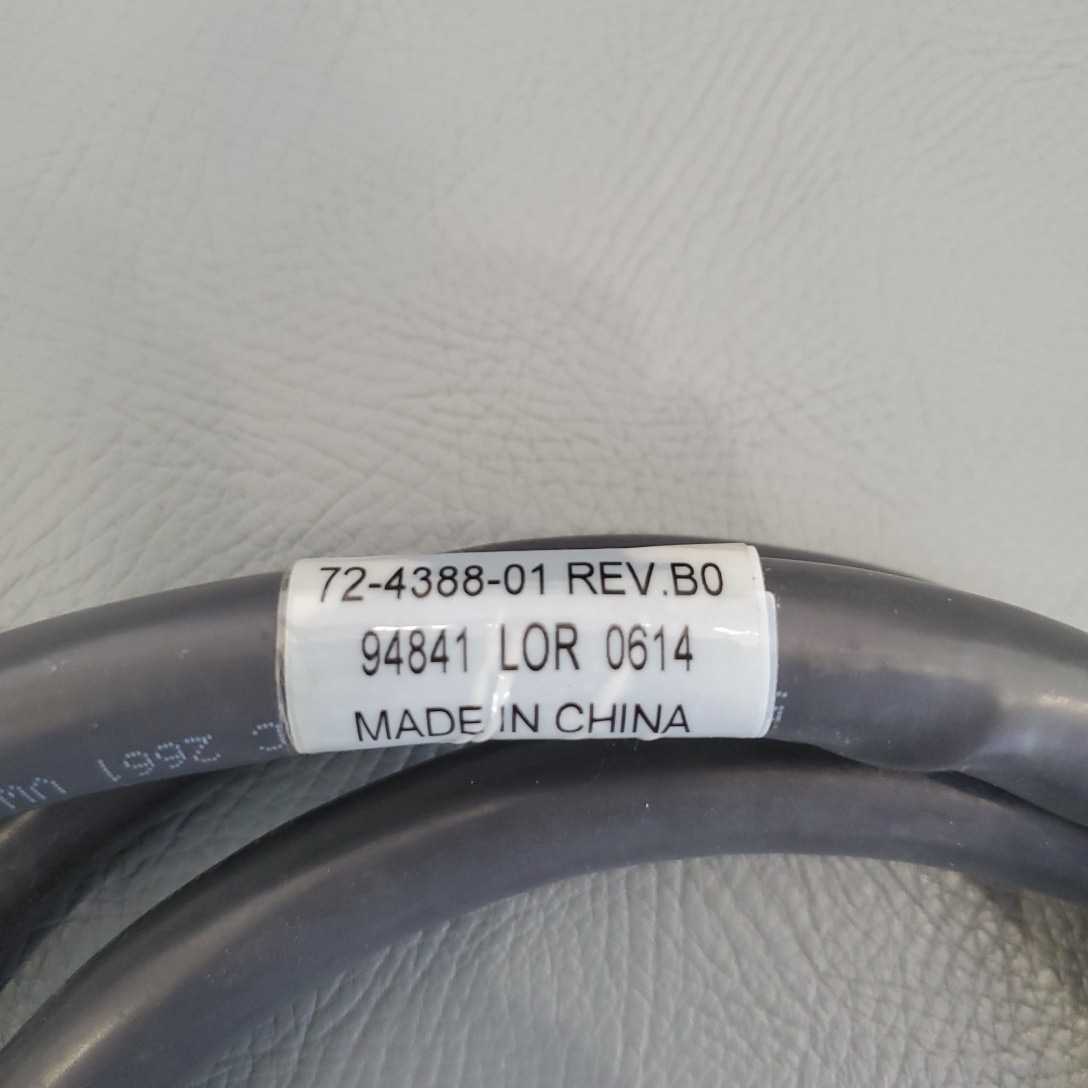 72-4388-01 REV.B0
94841 LOR 0614
MADE IN CHINA